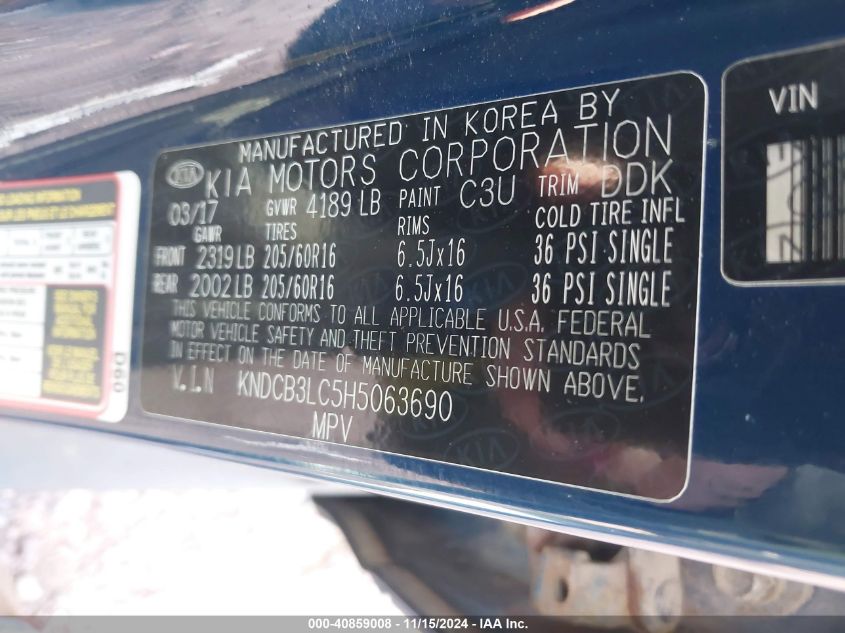 MANUFACTURED IN KOREA BY
KIA KIA MOTORS CORPORATION
03/17 GVWR 4189 LB PAINT C3U TRIM DDK
GAWR TIRES RIMS COLD TIRE INFL
FRONT 2319 LB 205/60R16 6.5Jx16 36 PSI SINGLE
REAR 2002 LB 205/60R16 6.5Jx16 36 PSI SINGLE
THIS VEHICLE CONFORMS TO ALL APPLICABLE U.S.A. FEDERAL
MOTOR VEHICLE SAFETY AND THEFT PREVENTION STANDARDS
IN EFFECT ON THE DATE OF MANUFACTURE SHOWN ABOVE.
V.I.N KNDCB3LC5H5063690
MPV
VIN
D60
000-40859008 - 11/15/2024 - IAA Inc.